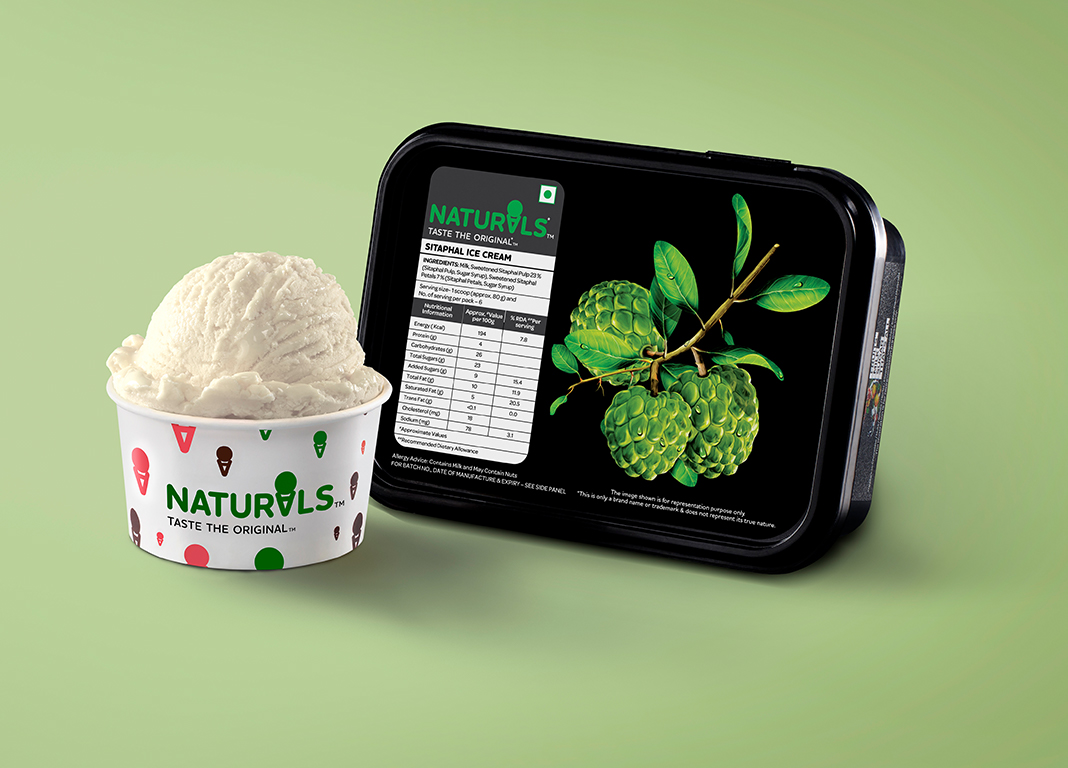 NATURALS™
TASTE THE ORIGINAL™
NATURALS™
TASTE THE ORIGINAL™
SITAPHAL ICE CREAM
INGREDIENTS: Milk, Sweetened Sitaphal Pulp 23 %
(Sitaphal Pulp, Sugar Syrup), Sweetened Sitaphal
Petals 7 % (Sitaphal Petals, Sugar Syrup)
Serving size- 1 scoop (approx. 80 g) and
No. of serving per pack - 6
Nutritional Information Approx. *Value per 100g % RDA **Per serving
Energy ( Kcal) 194 7.8
Protein (g) 4
Carbohydrates (g) 26
Total Sugars (g) 23
Added Sugars (g) 9 15.4
Total Fat (g) 10 11.9
Saturated Fat (g) 5 20.5
Trans Fat (g) <0.1 0.0
Cholesterol (mg) 18
Sodium (mg) 78 3.1
*Approximate Values
**Recommended Dietary Allowance
Allergy Advice: Contains Milk and May Contain Nuts
FOR BATCH NO., DATE OF MANUFACTURE & EXPIRY - SEE SIDE PANEL
The image shown is for representation purpose only.
*This is only a brand name or trademark & does not represent its true nature.